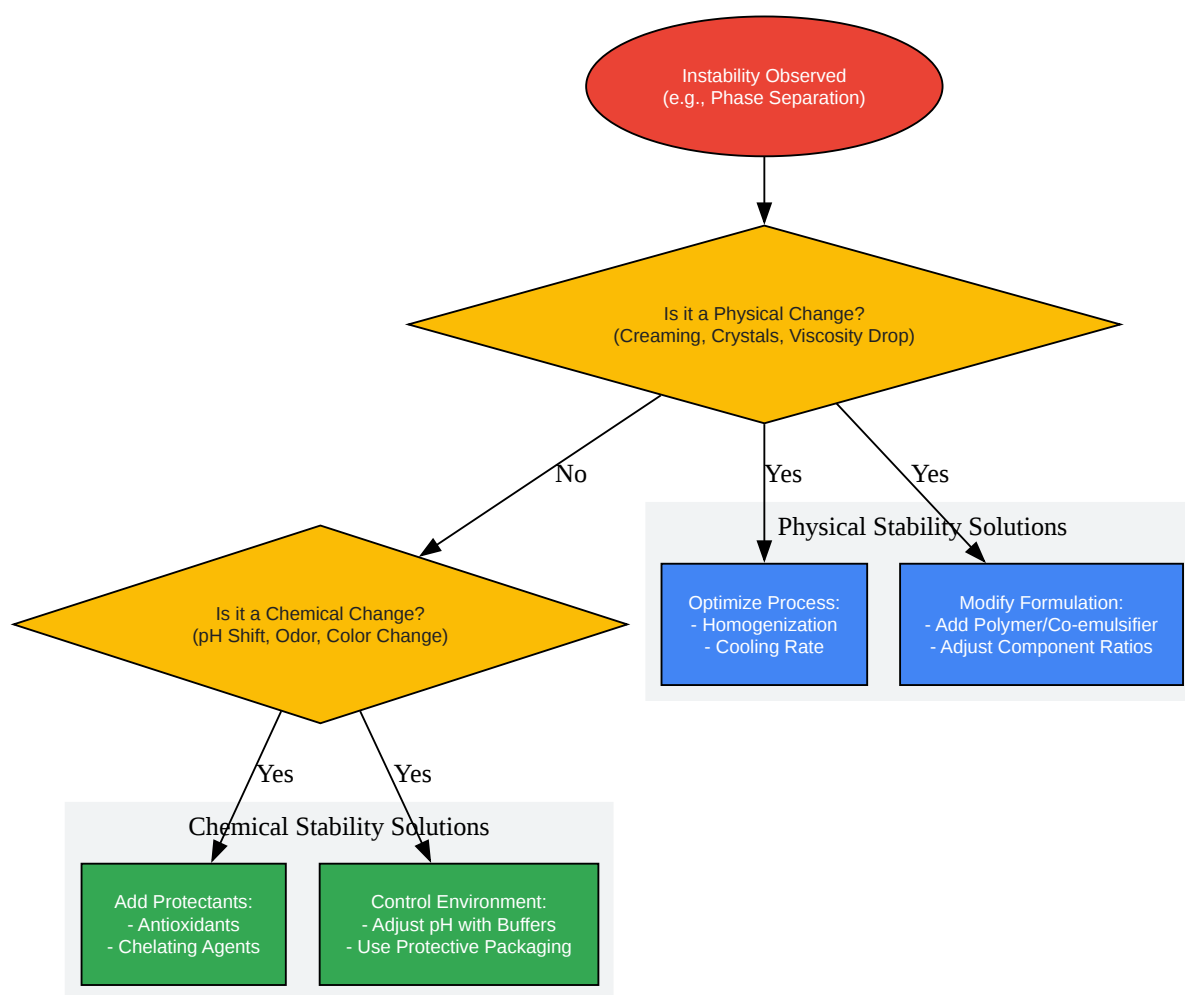 Instability Observed
(e.g., Phase Separation)
Is it a Physical Change?
(Creaming, Crystals, Viscosity Drop)
No
Yes
Yes
Physical Stability Solutions
Optimize Process:
- Homogenization
- Cooling Rate
Modify Formulation:
- Add Polymer/Co-emulsifier
- Adjust Component Ratios
Is it a Chemical Change?
(pH Shift, Odor, Color Change)
Yes
Yes
Chemical Stability Solutions
Add Protectants:
- Antioxidants
- Chelating Agents
Control Environment:
- Adjust pH with Buffers
- Use Protective Packaging